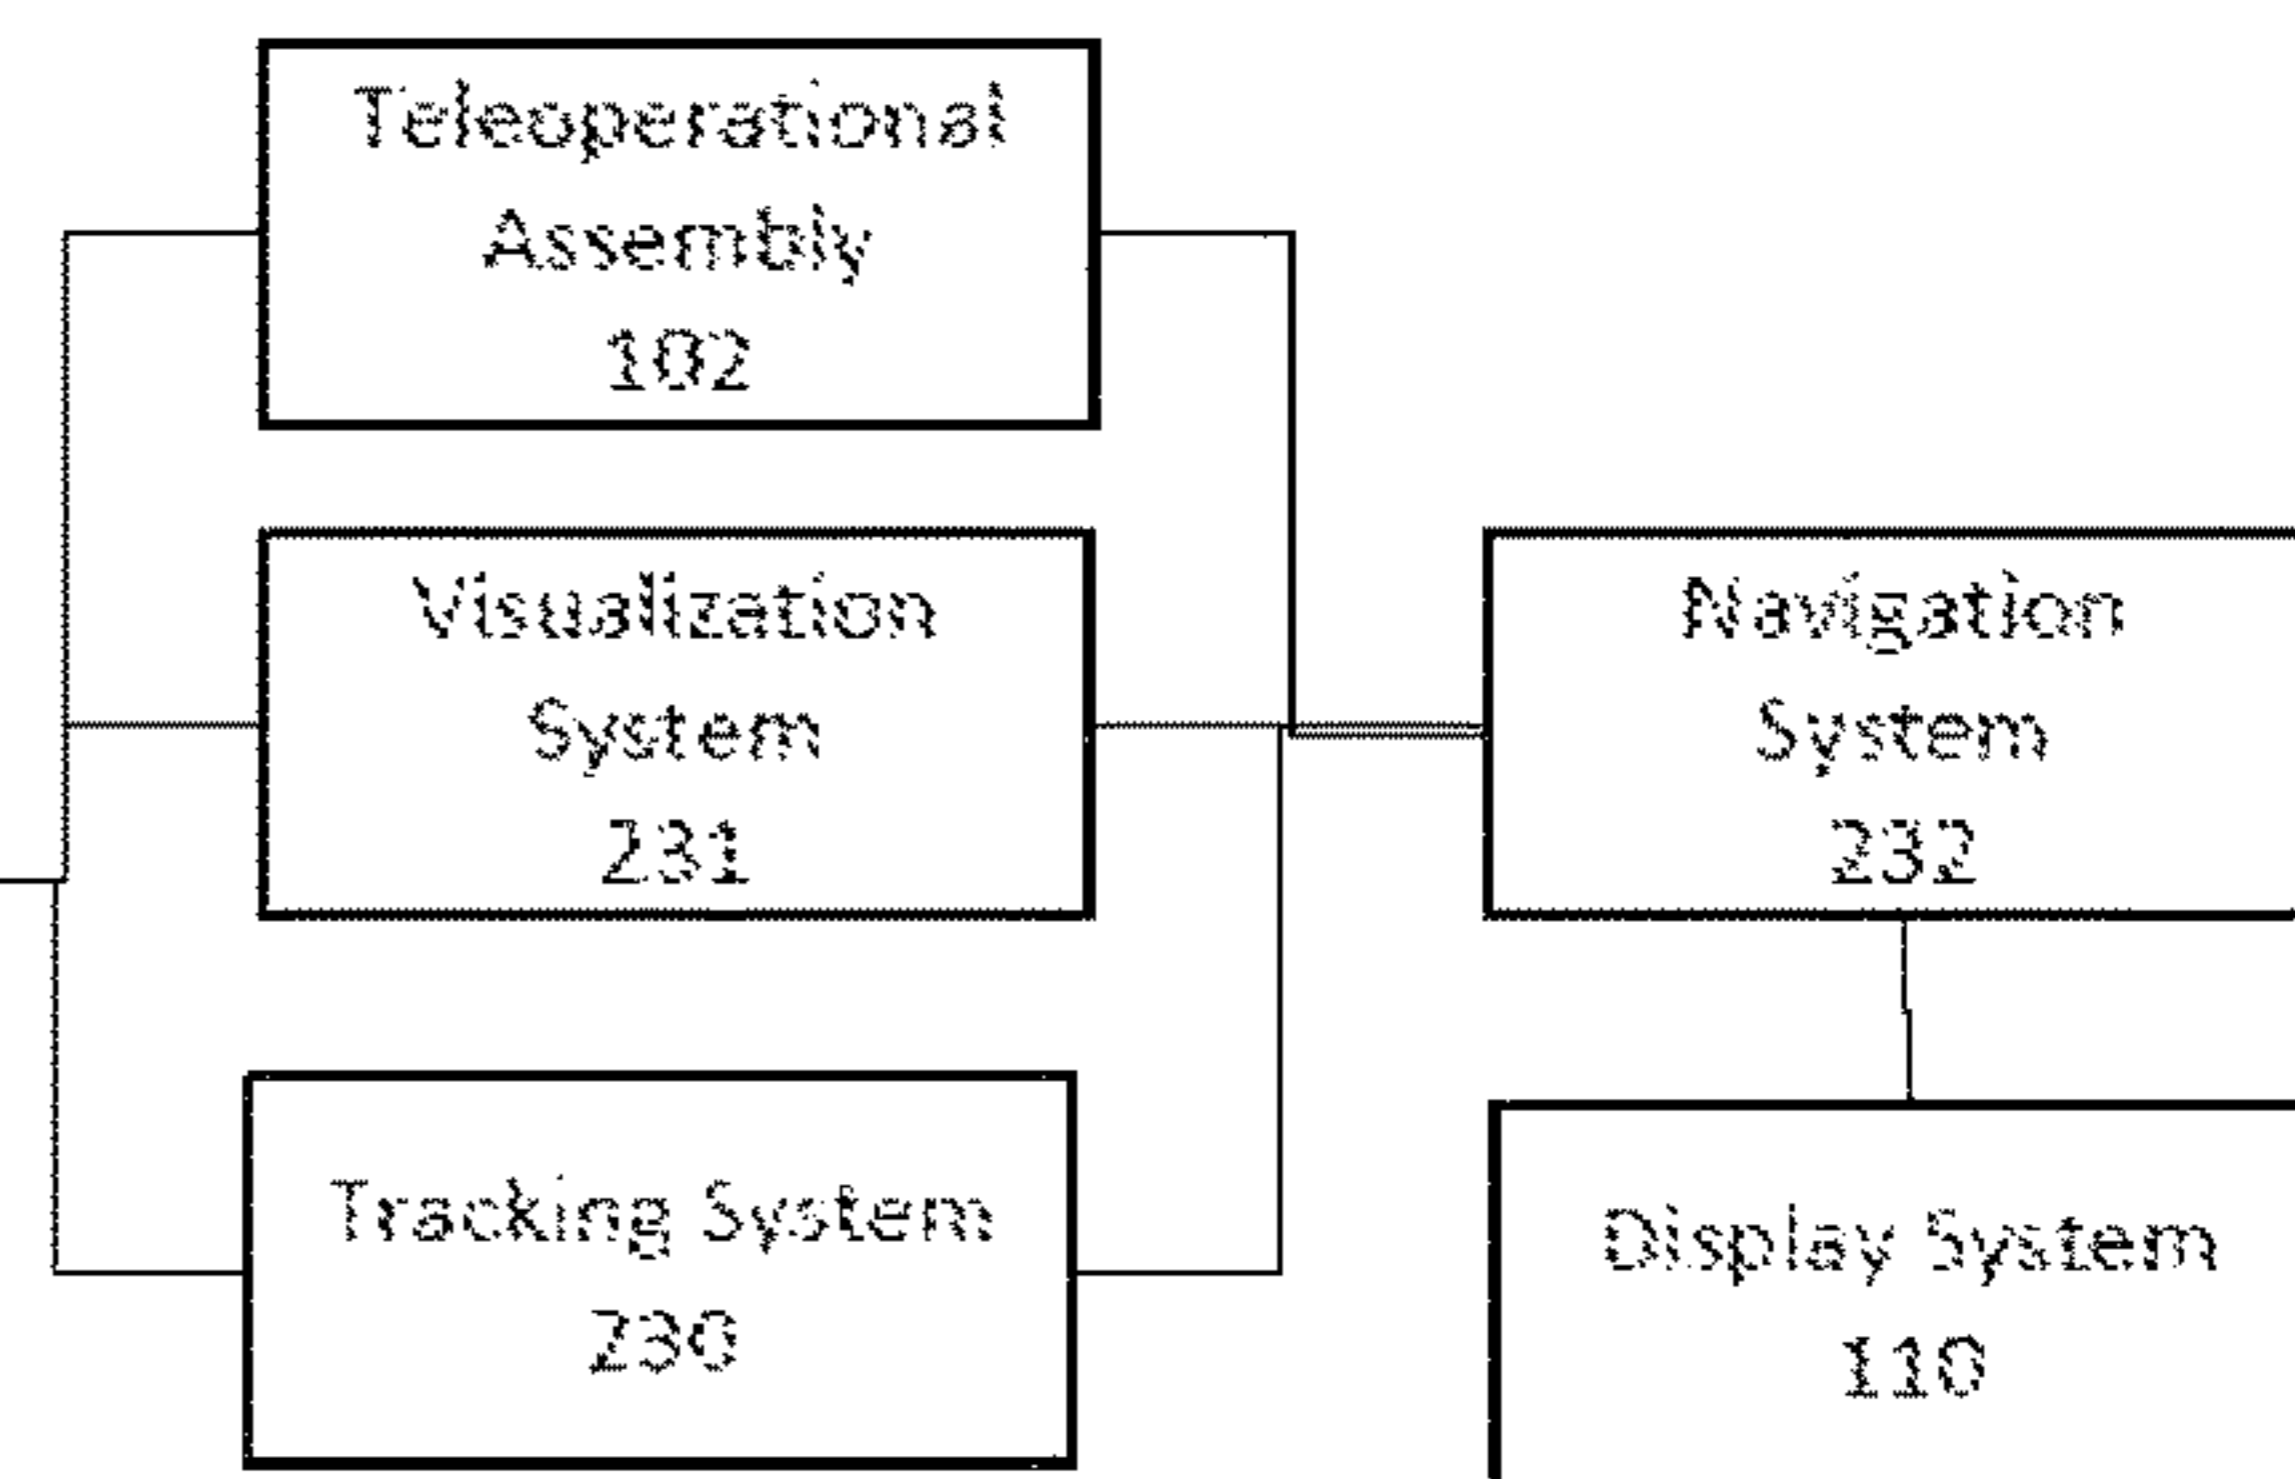 Teleoperational
Assembly
102
Visualization
System
231
Navigation
System
232
Tracking System
230
Display System
110